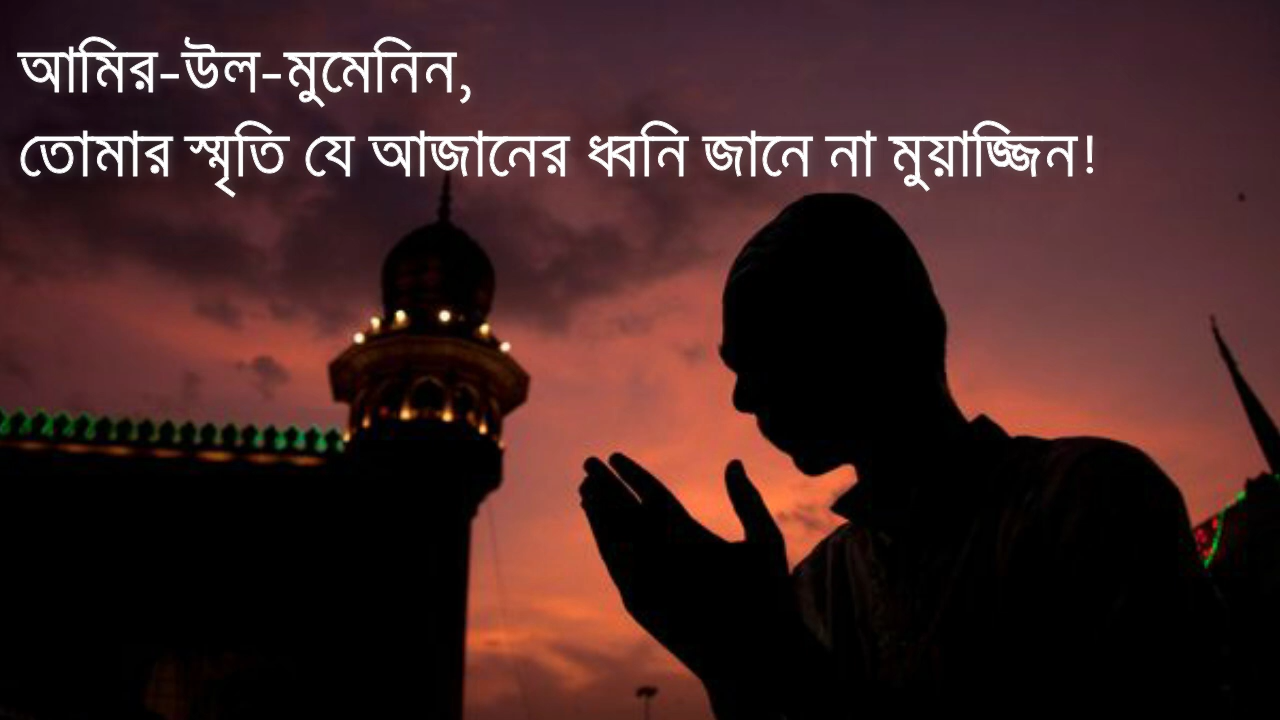 আমির-উল-মুমেনিন,
তোমার স্মৃতি যে আজানের ধ্বনি জানে না মুয়াজ্জিন!